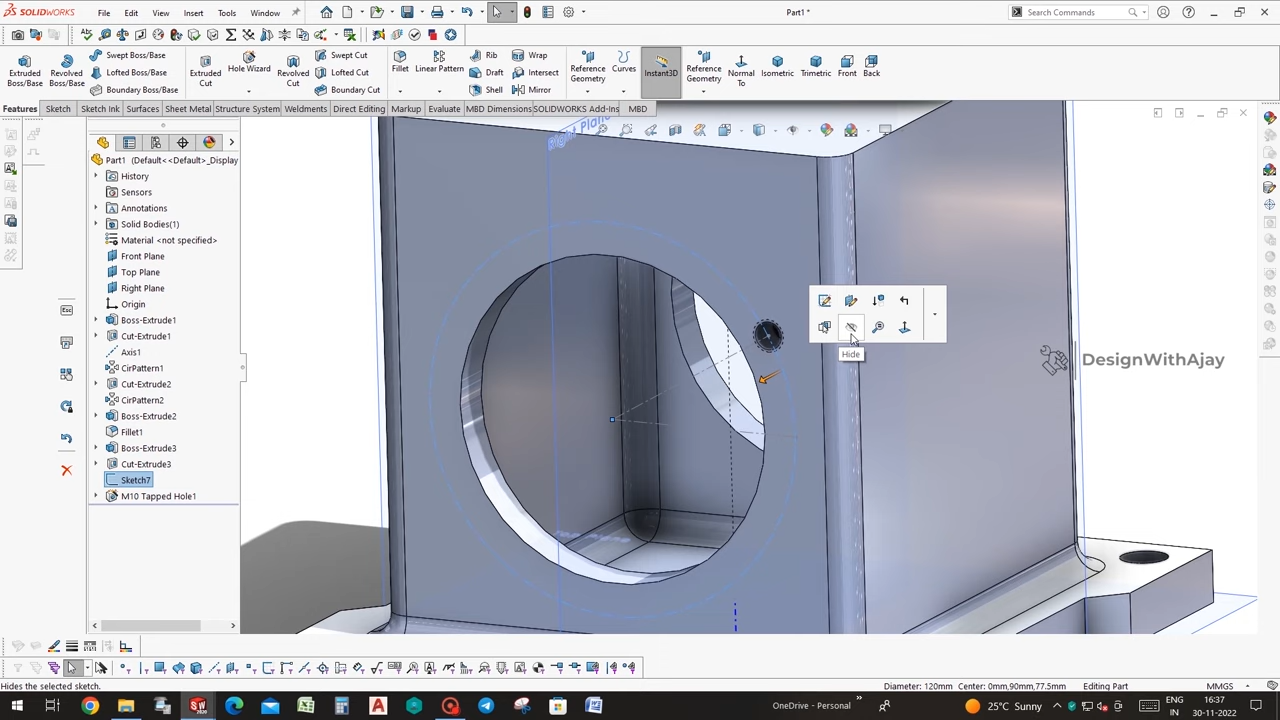 SOLIDWORKS
File
Edit
View
Insert
Tools
Window
Part1 *
Search Commands
Extruded Boss/Base
Revolved Boss/Base
Swept Boss/Base
Lofted Boss/Base
Boundary Boss/Base
Extruded Cut
Hole Wizard
Revolved Cut
Swept Cut
Lofted Cut
Boundary Cut
Fillet
Linear Pattern
Rib
Draft
Shell
Wrap
Intersect
Mirror
Reference Geometry
Curves
Instant3D
Reference Geometry
Normal To
Isometric
Trimetric
Front
Back
Features
Sketch
Sketch Ink
Surfaces
Sheet Metal
Structure System
Weldments
Direct Editing
Markup
Evaluate
MBD Dimensions
SOLIDWORKS Add-Ins
MBD
Right Plane
Part1 (Default<<Default>_Display
History
Sensors
Annotations
Solid Bodies(1)
Material <not specified>
Front Plane
Top Plane
Right Plane
Origin
Boss-Extrude1
Cut-Extrude1
Axis1
CirPattern1
Cut-Extrude2
CirPattern2
Boss-Extrude2
Fillet1
Boss-Extrude3
Cut-Extrude3
Sketch7
M10 Tapped Hole1
Esc
Hide
DesignWithAjay
Hides the selected sketch.
Diameter: 120mm Center: 0mm,90mm,77.5mm
Editing Part
MMGS
OneDrive - Personal
25°C Sunny
ENG
IN
16:37
30-11-2022